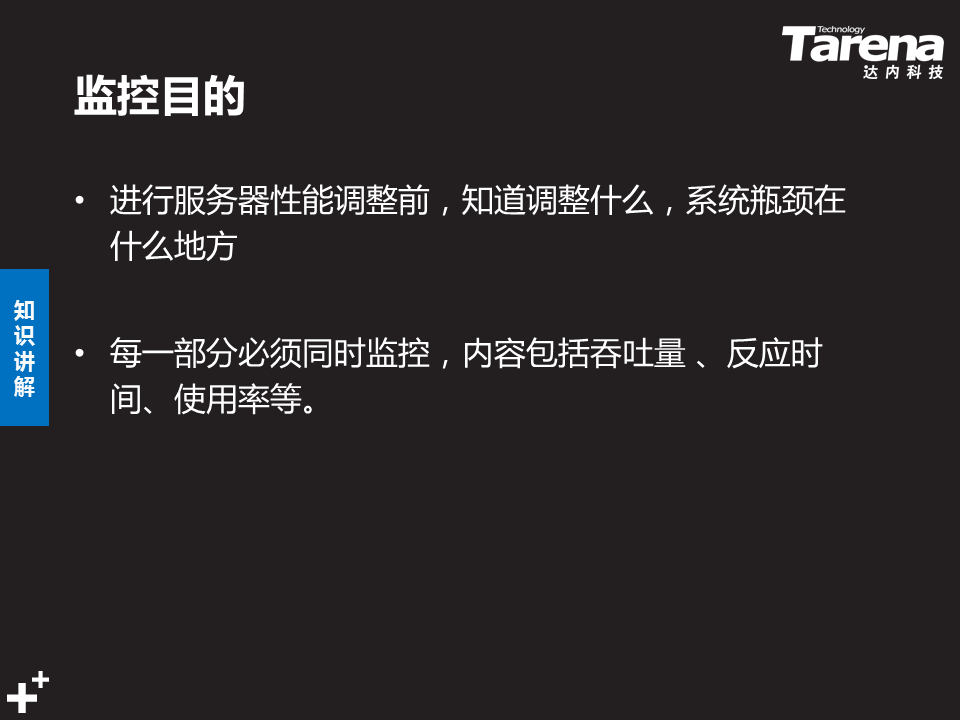 Technology
Tarena
达内科技
监控目的
• 进行服务器性能调整前，知道调整什么，系统瓶颈在
什么地方
知识讲解
• 每一部分必须同时监控，内容包括吞吐量 、反应时
间、使用率等。